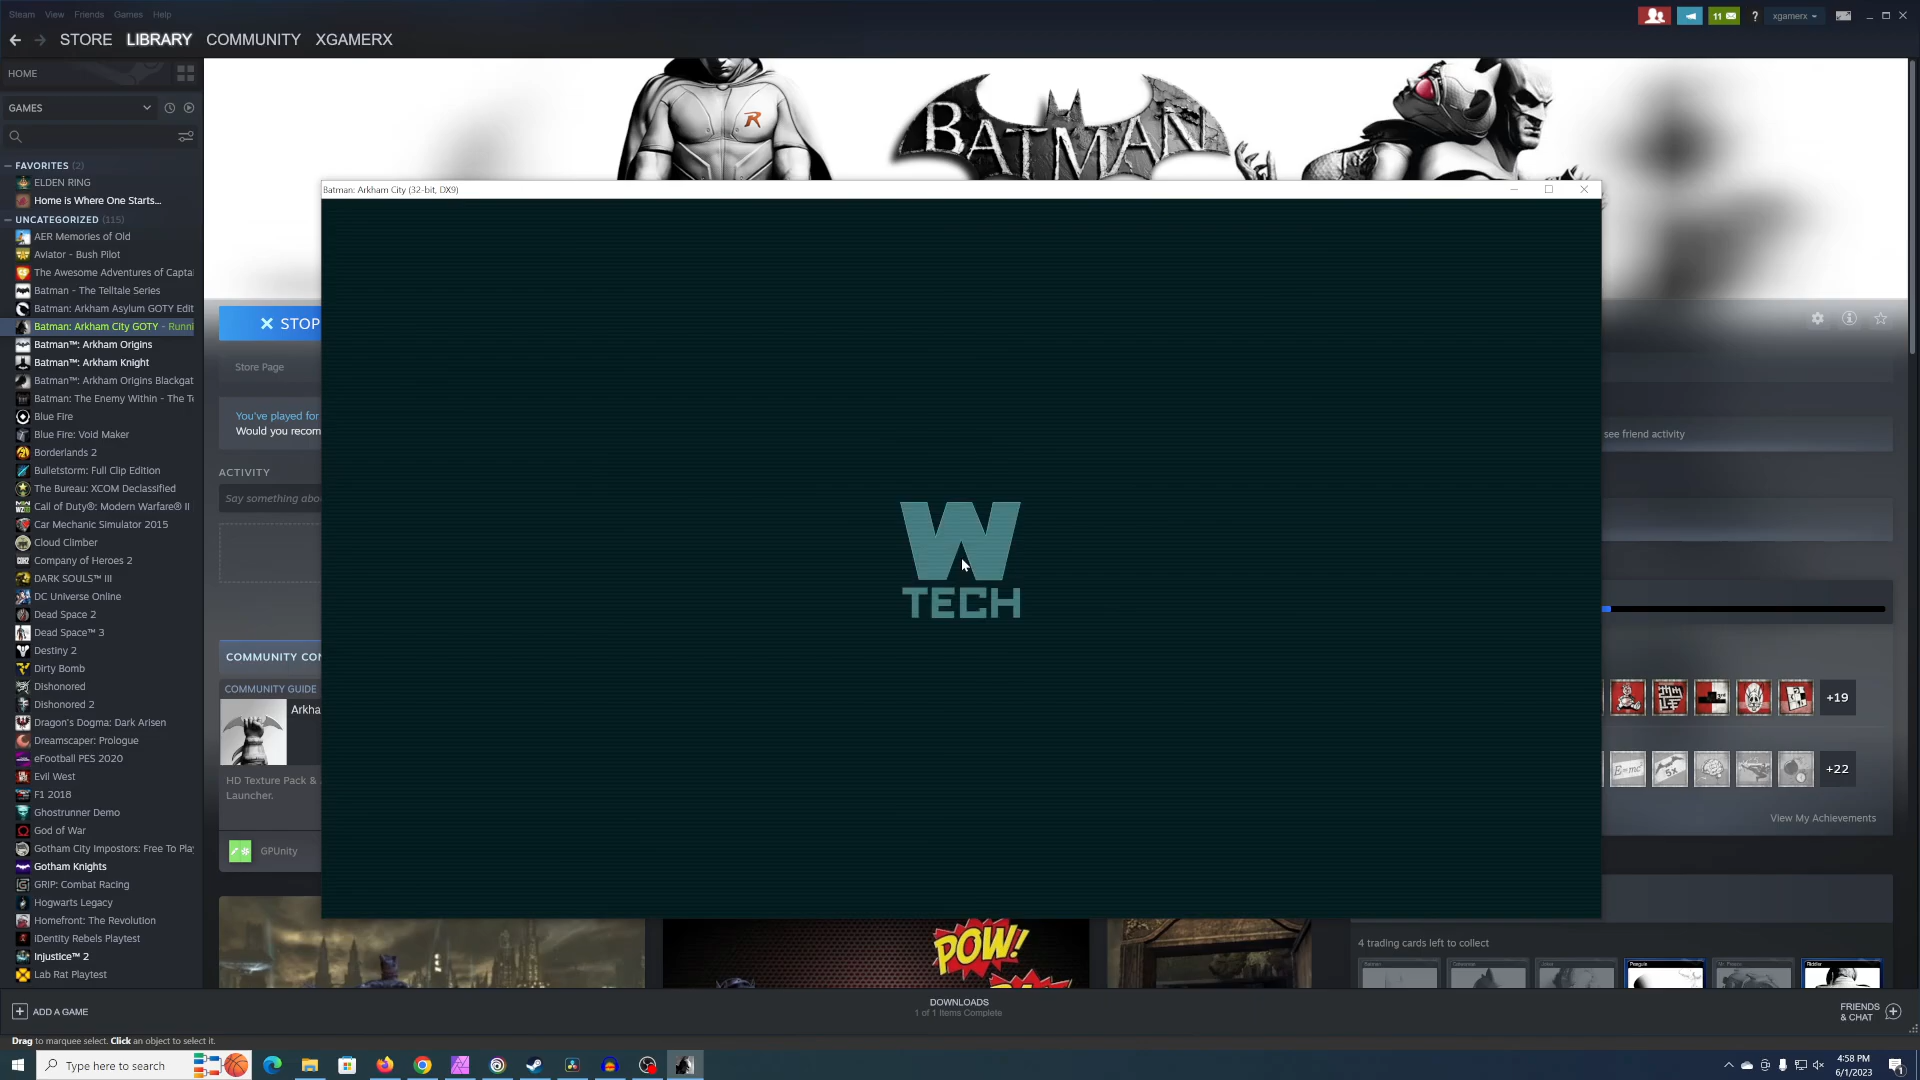 Steam View Friends Games Help
11
?
xgamerx
STORE LIBRARY COMMUNITY XGAMERX
HOME
GAMES
FAVORITES (2)
ELDEN RING
Home is Where One Starts...
UNCATEGORIZED (115)
AER Memories of Old
Aviator - Bush Pilot
The Awesome Adventures of Captai
Batman - The Telltale Series
Batman: Arkham Asylum GOTY Edit
Batman: Arkham City GOTY - Runni
Batman™: Arkham Origins
Batman™: Arkham Knight
Batman™: Arkham Origins Blackgat
Batman: The Enemy Within - The Te
Blue Fire
Blue Fire: Void Maker
Borderlands 2
Bulletstorm: Full Clip Edition
The Bureau: XCOM Declassified
Call of Duty®: Modern Warfare® II
Car Mechanic Simulator 2015
Cloud Climber
Company of Heroes 2
DARK SOULS™ III
DC Universe Online
Dead Space 2
Dead Space™ 3
Destiny 2
Dirty Bomb
Dishonored
Dishonored 2
Dragon's Dogma: Dark Arisen
Dreamscaper: Prologue
eFootball PES 2020
Evil West
F1 2018
Ghostrunner Demo
God of War
Gotham City Impostors: Free To Play
Gotham Knights
GRIP: Combat Racing
Hogwarts Legacy
Homefront: The Revolution
IDentity Rebels Playtest
Injustice™ 2
Lab Rat Playtest
R
BATMAN
Batman: Arkham City (32-bit, DX9)
W
TECH
STOP
Store Page
You've played for
Would you recom
ACTIVITY
Say something abo
COMMUNITY CON
COMMUNITY GUIDE
Arkha
HD Texture Pack &
Launcher.
GPUnity
see friend activity
+19
E=mc²
5x
+22
View My Achievements
POW!
4 trading cards left to collect
Batman Catwoman Joker Penguin Mr. Freeze Riddler
ADD A GAME
DOWNLOADS
1 of 1 Items Complete
FRIENDS
& CHAT
Drag to marquee select. Click an object to select it.
Type here to search
4:58 PM
6/1/2023
1